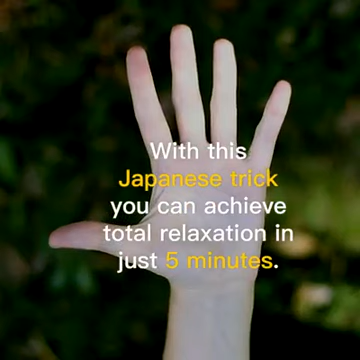 With this
Japanese trick
you can achieve
total relaxation in
just 5 minutes.